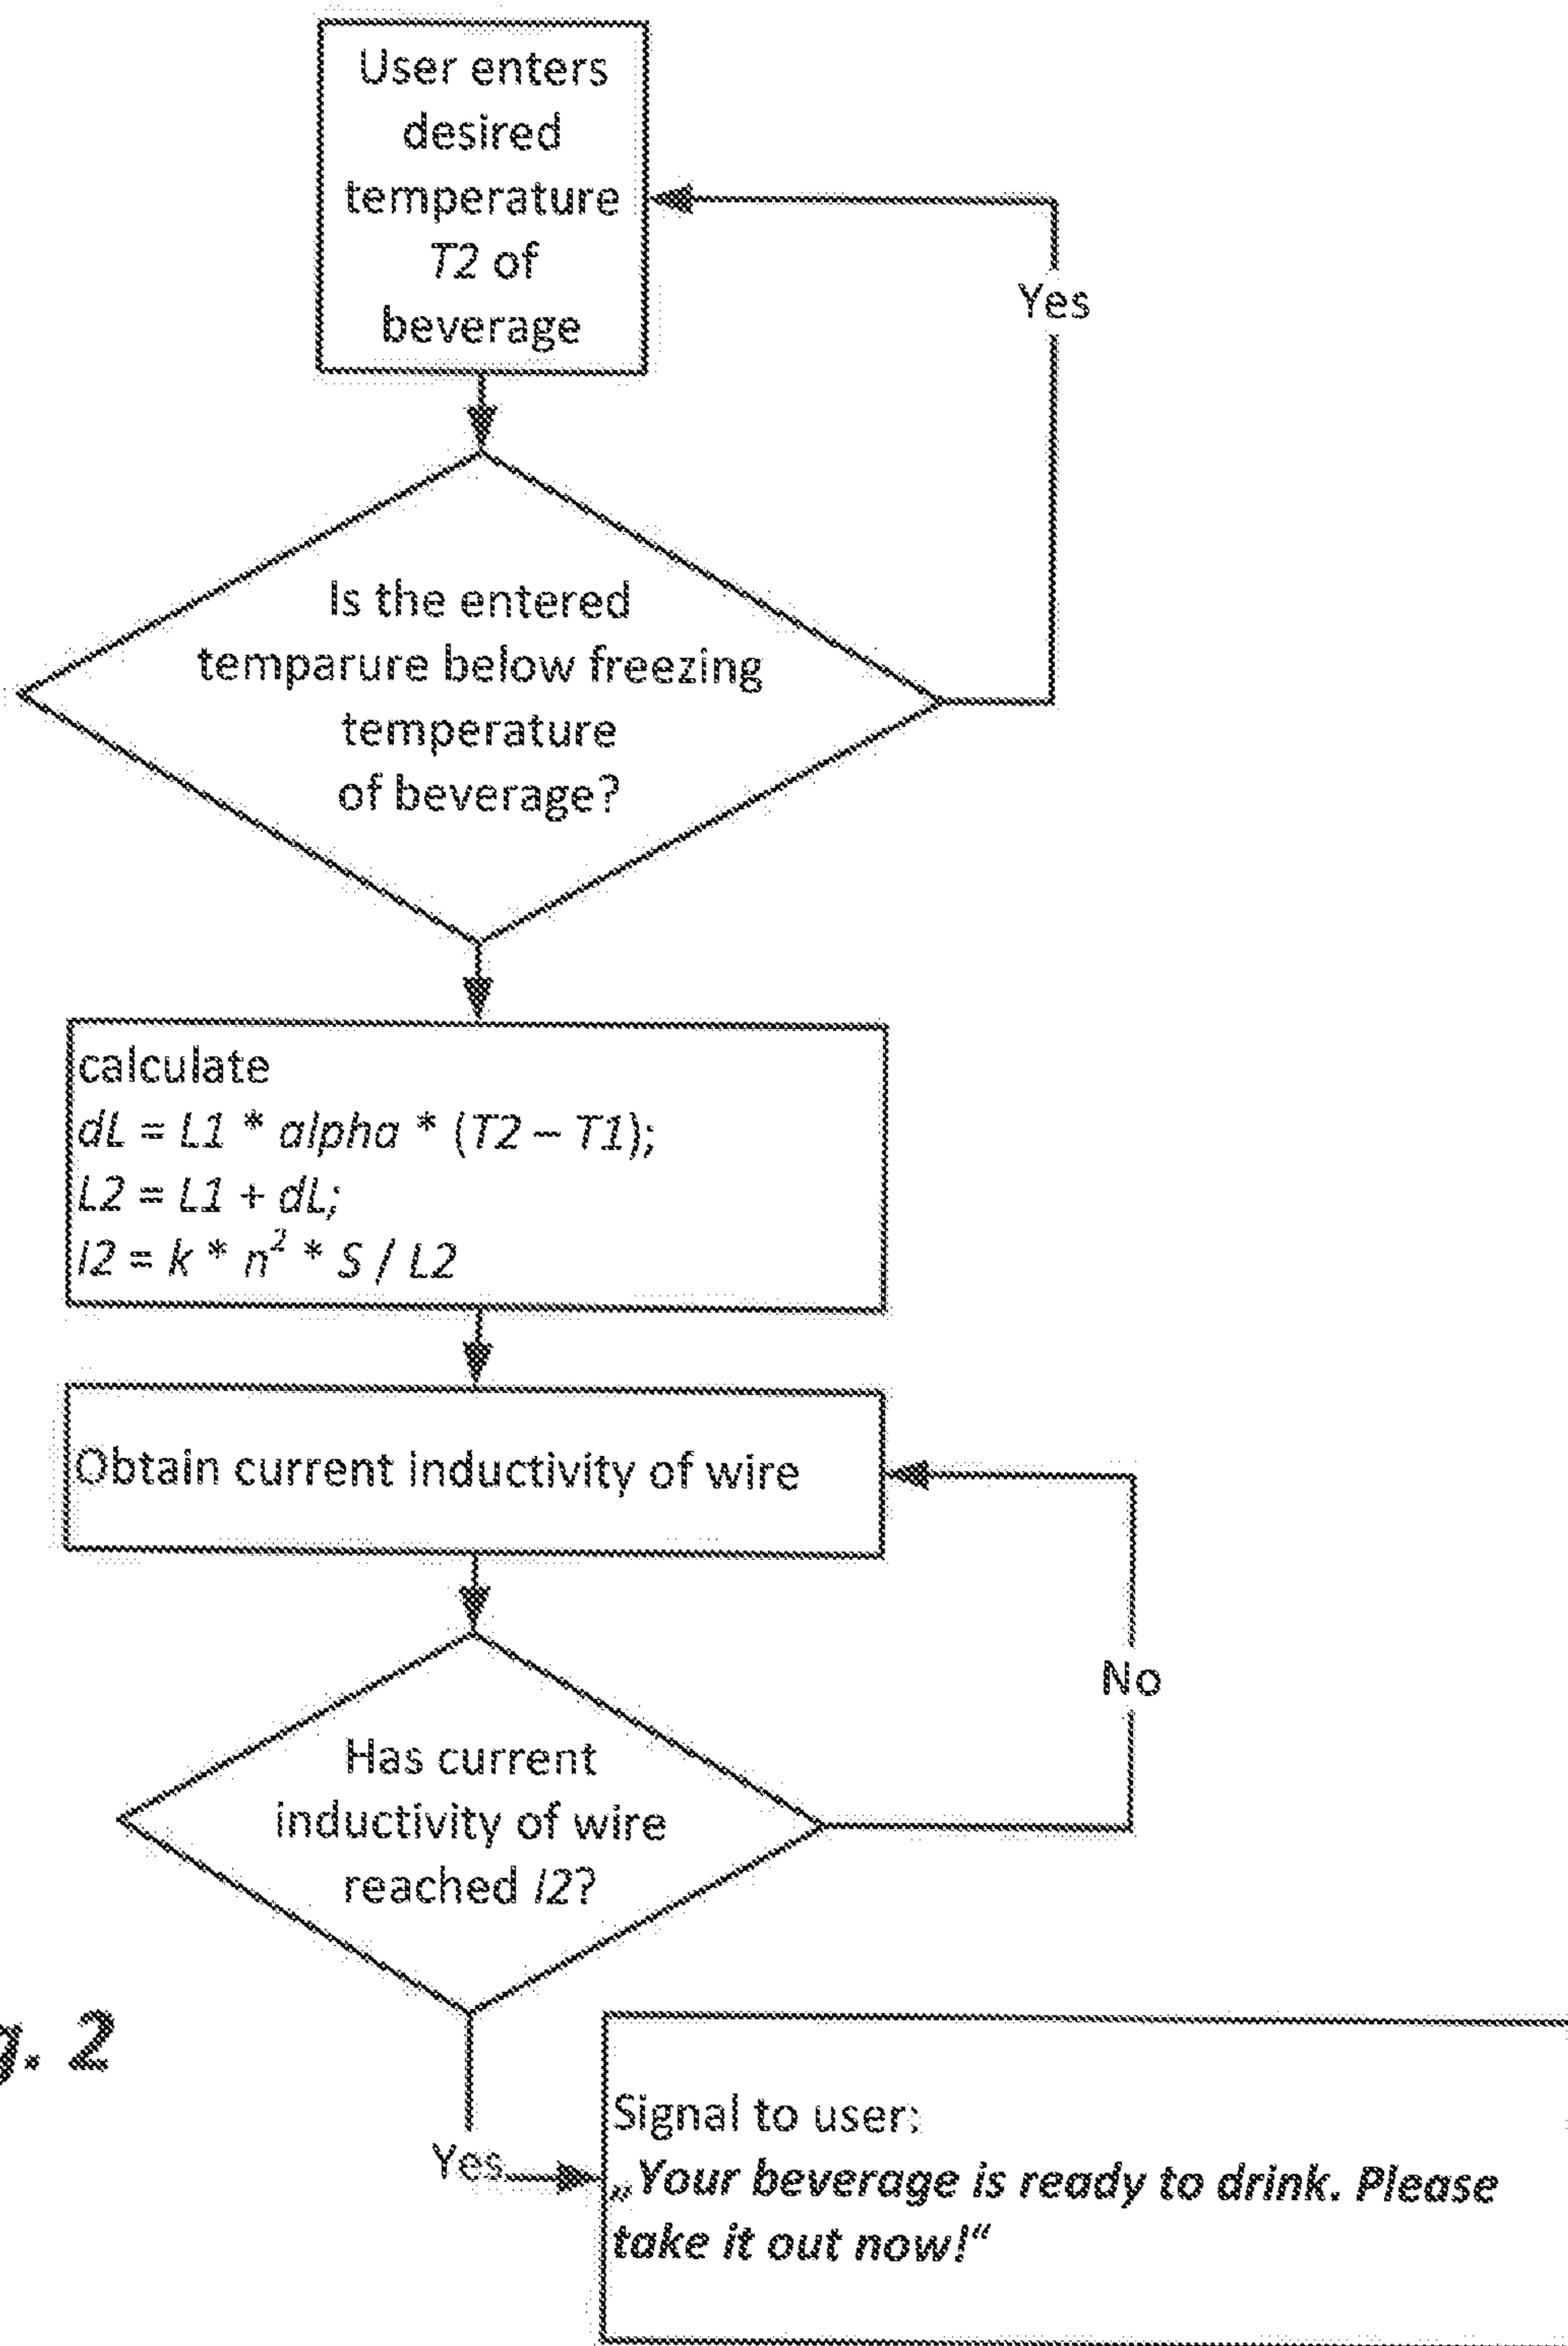 User enters
desired
temperature
T2 of
beverage
Yes
Is the entered
temparure below freezing
temperature
of beverage?
calculate
dL = L1 * alpha * (T2 – T1);
L2 = L1 + dL;
I2 = k * n² * S / L2
Obtain current inductivity of wire
No
Has current
inductivity of wire
reached I2?
g. 2
Signal to user:
Yes
„Your beverage is ready to drink. Please
take it out now!“